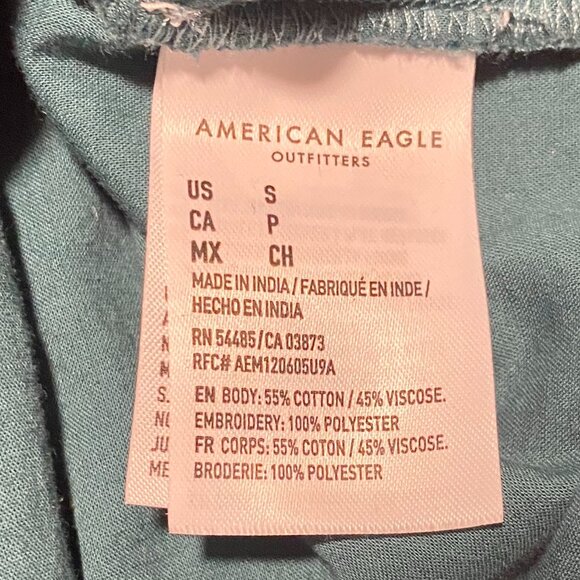 AMERICAN EAGLE
OUTFITTERS
US S
CA P
MX CH
MADE IN INDIA / FABRIQUÉ EN INDE /
HECHO EN INDIA
RN 54485 / CA 03873
RFC# AEM120605U9A
EN BODY: 55% COTTON / 45% VISCOSE.
EMBROIDERY: 100% POLYESTER
FR CORPS: 55% COTON / 45% VISCOSE.
BRODERIE: 100% POLYESTER